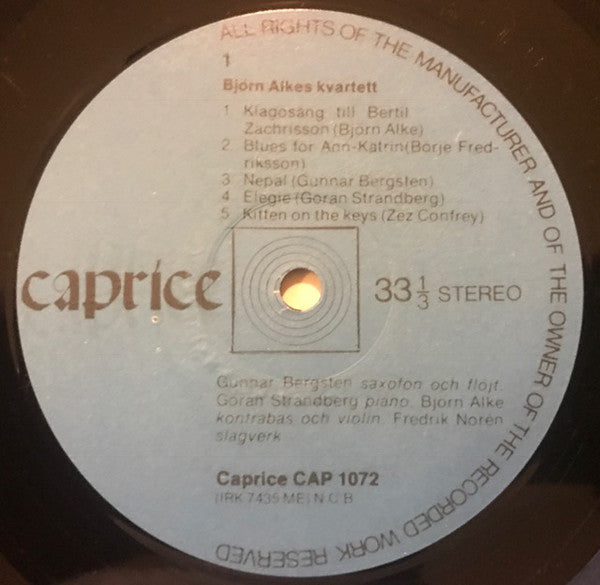 ALL RIGHTS OF THE MANUFACTURER AND OF THE OWNER OF THE RECORDED WORK RESERVED
1
Björn Alkes kvartett
1 Klagosång till Bertil
Zachrisson (Björn Alke)
2 Blues for Ann-Katrin (Börje Fred-
riksson)
3 Nepal (Gunnar Bergsten)
4 Elegie (Göran Strandberg)
5 Kitten on the keys (Zez Confrey)
caprice
33 1/3 STEREO
Gunnar Bergsten saxofon och flöjt.
Göran Strandberg piano. Björn Alke
kontrabas och violin. Fredrik Norén
slagverk
Caprice CAP 1072
(IRK 7435 ME) N C B